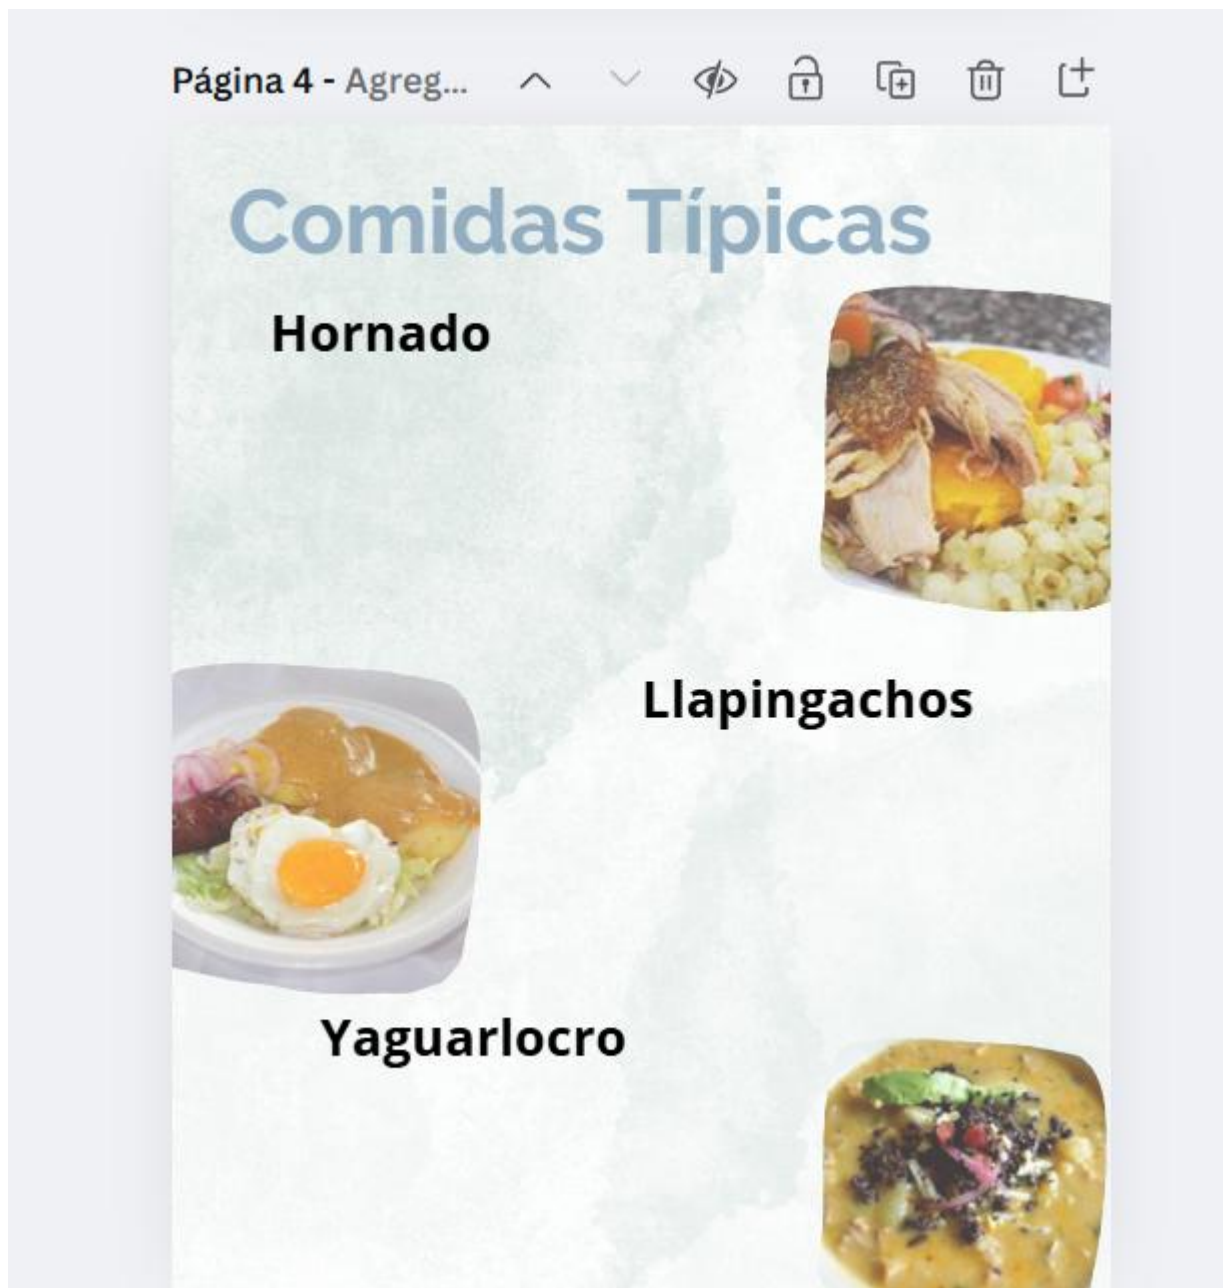 Página 4 - Agreg...
Comidas Típicas
Hornado
Llapingachos
Yaguarlocro